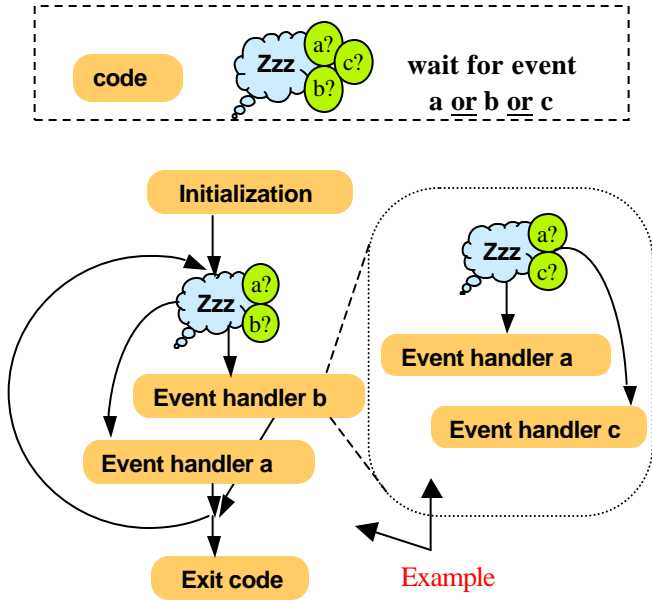 code
Zzz
a?
c?
b?
wait for event
a or b or c
Initialization
Zzz
a?
b?
Event handler b
Event handler a
Exit code
Zzz
a?
c?
Event handler a
Event handler c
Example